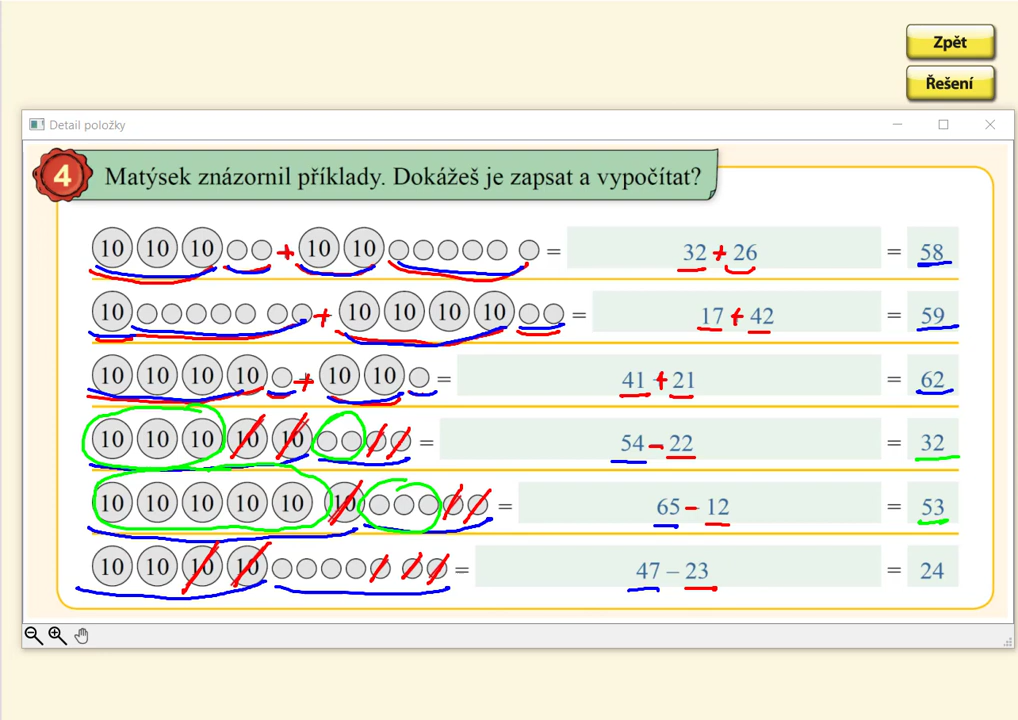 Zpět
Řešení
Detail položky
4 Matýsek znázornil příklady. Dokážeš je zapsat a vypočítat?
10 10 10 + 10 10 = 32 + 26 = 58
10 + 10 10 10 10 = 17 + 42 = 59
10 10 10 10 + 10 10 = 41 + 21 = 62
10 10 10 10 10 = 54 - 22 = 32
10 10 10 10 10 10 = 65 - 12 = 53
10 10 10 10 = 47 – 23 = 24